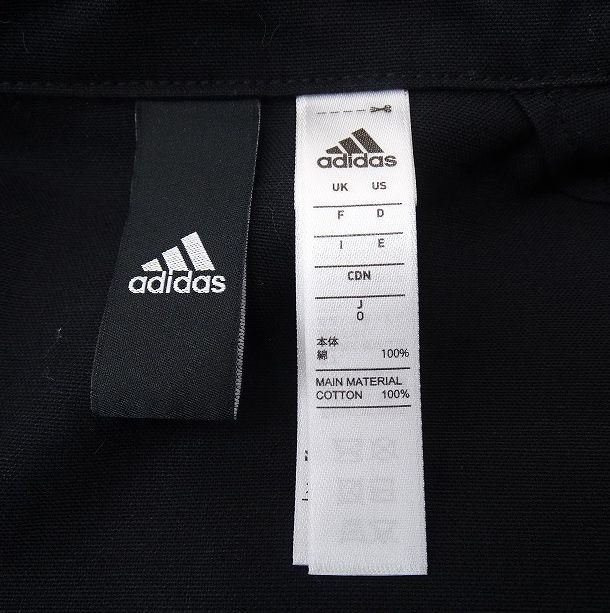 adidas
adidas
UK US
F D
I E
CDN
J
O
本体
綿 100%
MAIN MATERIAL
COTTON 100%